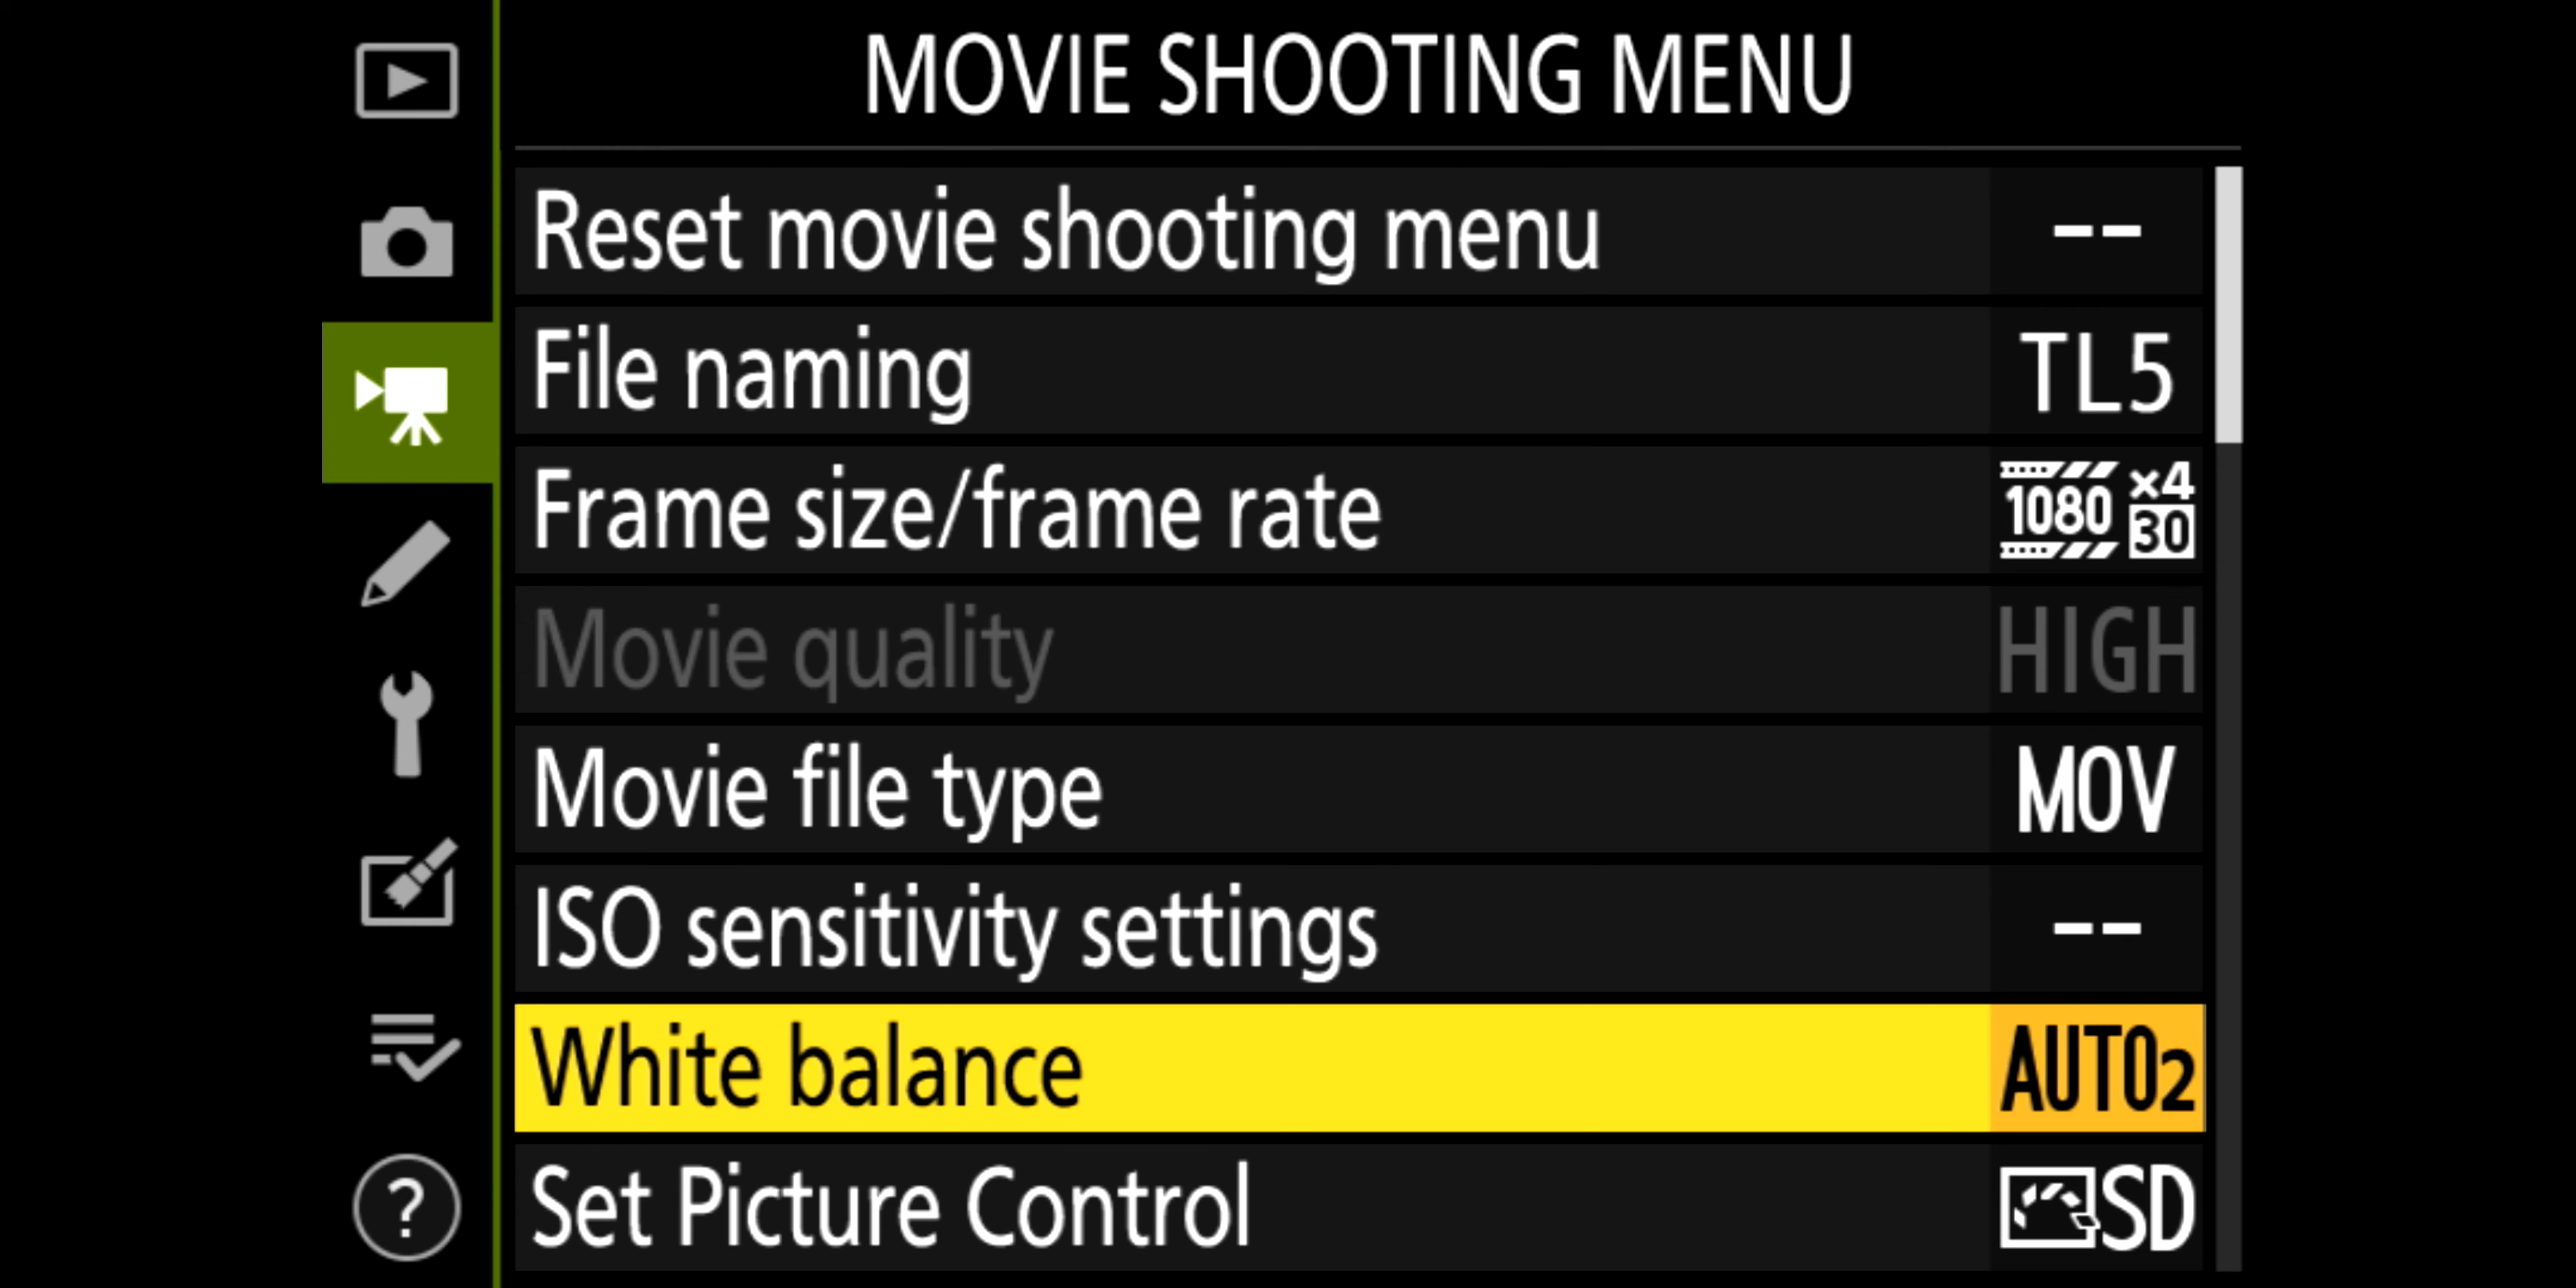 MOVIE SHOOTING MENU
Reset movie shooting menu --
File naming TL5
Frame size/frame rate 1080 ×4 30
Movie quality HIGH
Movie file type MOV
ISO sensitivity settings --
White balance AUTO2
Set Picture Control SD
?